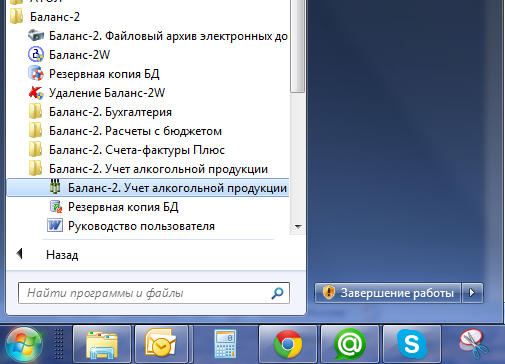 Баланс-2
Баланс-2. Файловый архив электронных до
Баланс-2W
Резервная копия БД
Удаление Баланс-2W
Баланс-2. Бухгалтерия
Баланс-2. Расчеты с бюджетом
Баланс-2. Счета-фактуры Плюс
Баланс-2. Учет алкогольной продукции
Баланс-2. Учет алкогольной продукции
Резервная копия БД
Руководство пользователя
Назад
Найти программы и файлы
Завершение работы